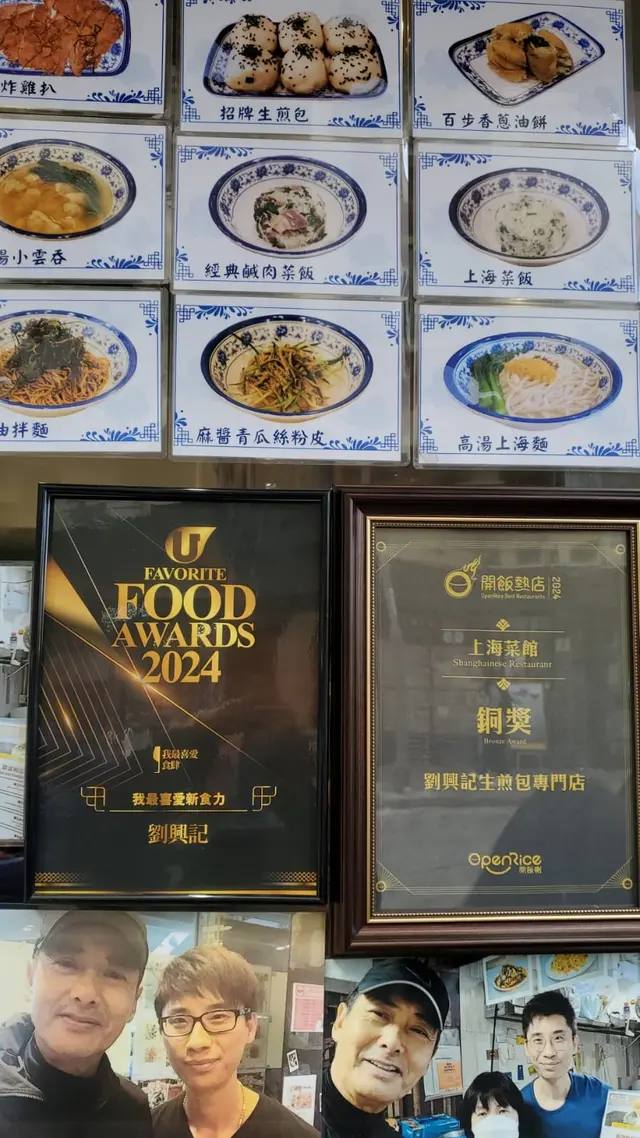 炸雞扒
招牌生煎包
百步香蔥油餅
湯小雲吞
經典鹹肉菜飯
上海菜飯
油拌麵
麻醬青瓜絲粉皮
高湯上海麵
U
FAVORITE
FOOD
AWARDS
2024
我最喜愛
食肆
我最喜愛新食力
劉興記
開飯熱店 2024
OpenRice Best Restaurants
上海菜館
Shanghainese Restaurant
銅獎
Bronze Award
劉興記生煎包專門店
OpenRice
開飯喇